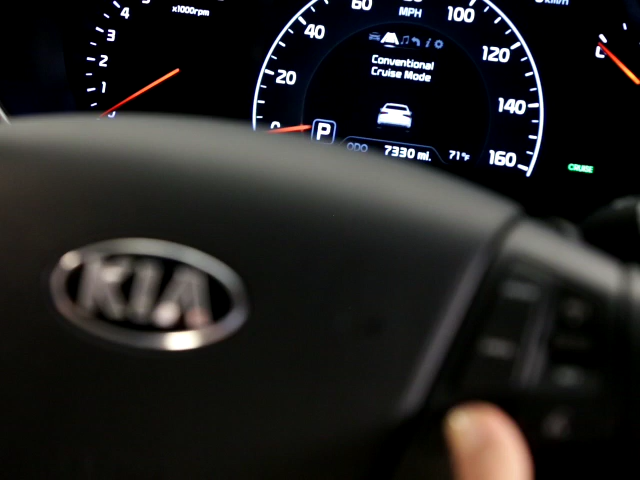 4
3
2
1
0
x1000rpm
0
20
40
60
100
120
140
160
MPH
Conventional
Cruise Mode
P
ODO 7330 mi. 71°F
CRUISE
KIA